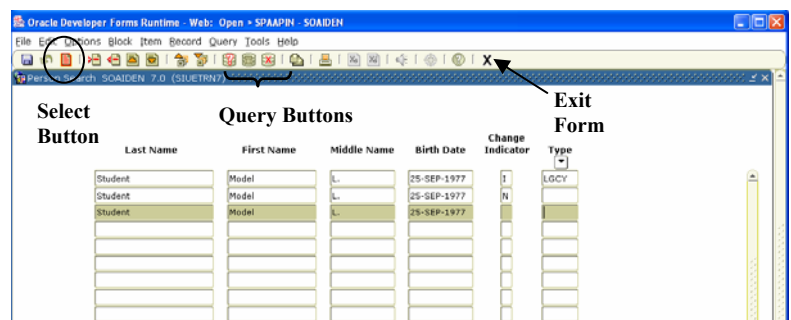 Oracle Developer Forms Runtime - Web: Open > SPAAPIN - SOAIDEN
File Edit Options Block Item Record Query Tools Help
X
Person Search SOAIDEN 7.0 (SIUETRN7)
Select
Button
Query Buttons
Exit
Form
Last Name First Name Middle Name Birth Date Change Indicator Type
Student Model L. 25-SEP-1977 I LGCY
Student Model L. 25-SEP-1977 N
Student Model L. 25-SEP-1977